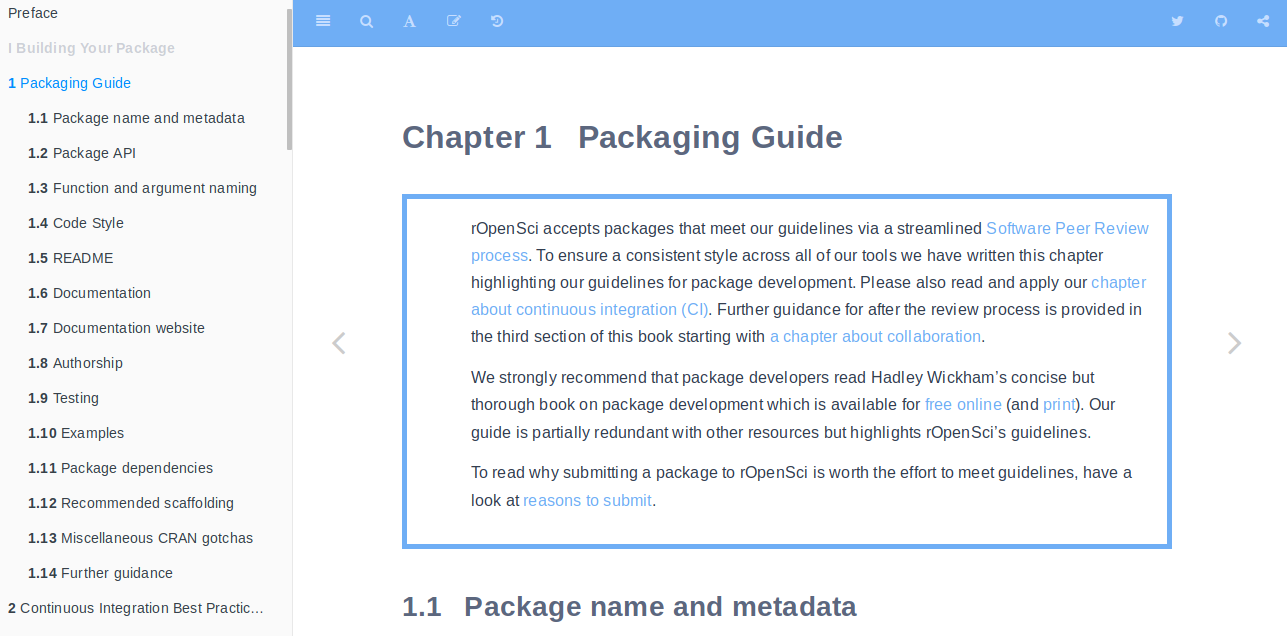 Preface
I Building Your Package
1 Packaging Guide
1.1 Package name and metadata
1.2 Package API
1.3 Function and argument naming
1.4 Code Style
1.5 README
1.6 Documentation
1.7 Documentation website
1.8 Authorship
1.9 Testing
1.10 Examples
1.11 Package dependencies
1.12 Recommended scaffolding
1.13 Miscellaneous CRAN gotchas
1.14 Further guidance
2 Continuous Integration Best Practic…
A
Chapter 1 Packaging Guide
rOpenSci accepts packages that meet our guidelines via a streamlined Software Peer Review
process. To ensure a consistent style across all of our tools we have written this chapter
highlighting our guidelines for package development. Please also read and apply our chapter
about continuous integration (CI). Further guidance for after the review process is provided in
the third section of this book starting with a chapter about collaboration.
We strongly recommend that package developers read Hadley Wickham’s concise but
thorough book on package development which is available for free online (and print). Our
guide is partially redundant with other resources but highlights rOpenSci’s guidelines.
To read why submitting a package to rOpenSci is worth the effort to meet guidelines, have a
look at reasons to submit.
1.1 Package name and metadata